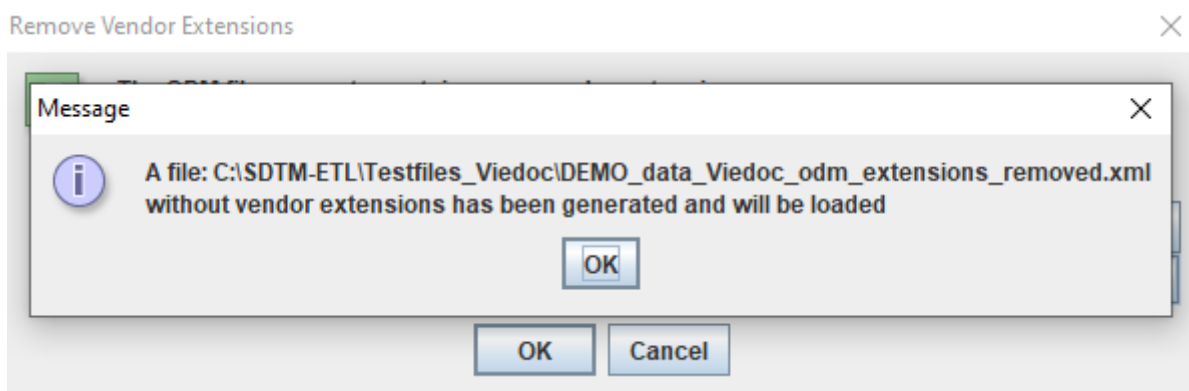 Remove Vendor Extensions
Message
A file: C:\SDTM-ETL\Testfiles_Viedoc\DEMO_data_Viedoc_odm_extensions_removed.xml
without vendor extensions has been generated and will be loaded
OK
OK Cancel